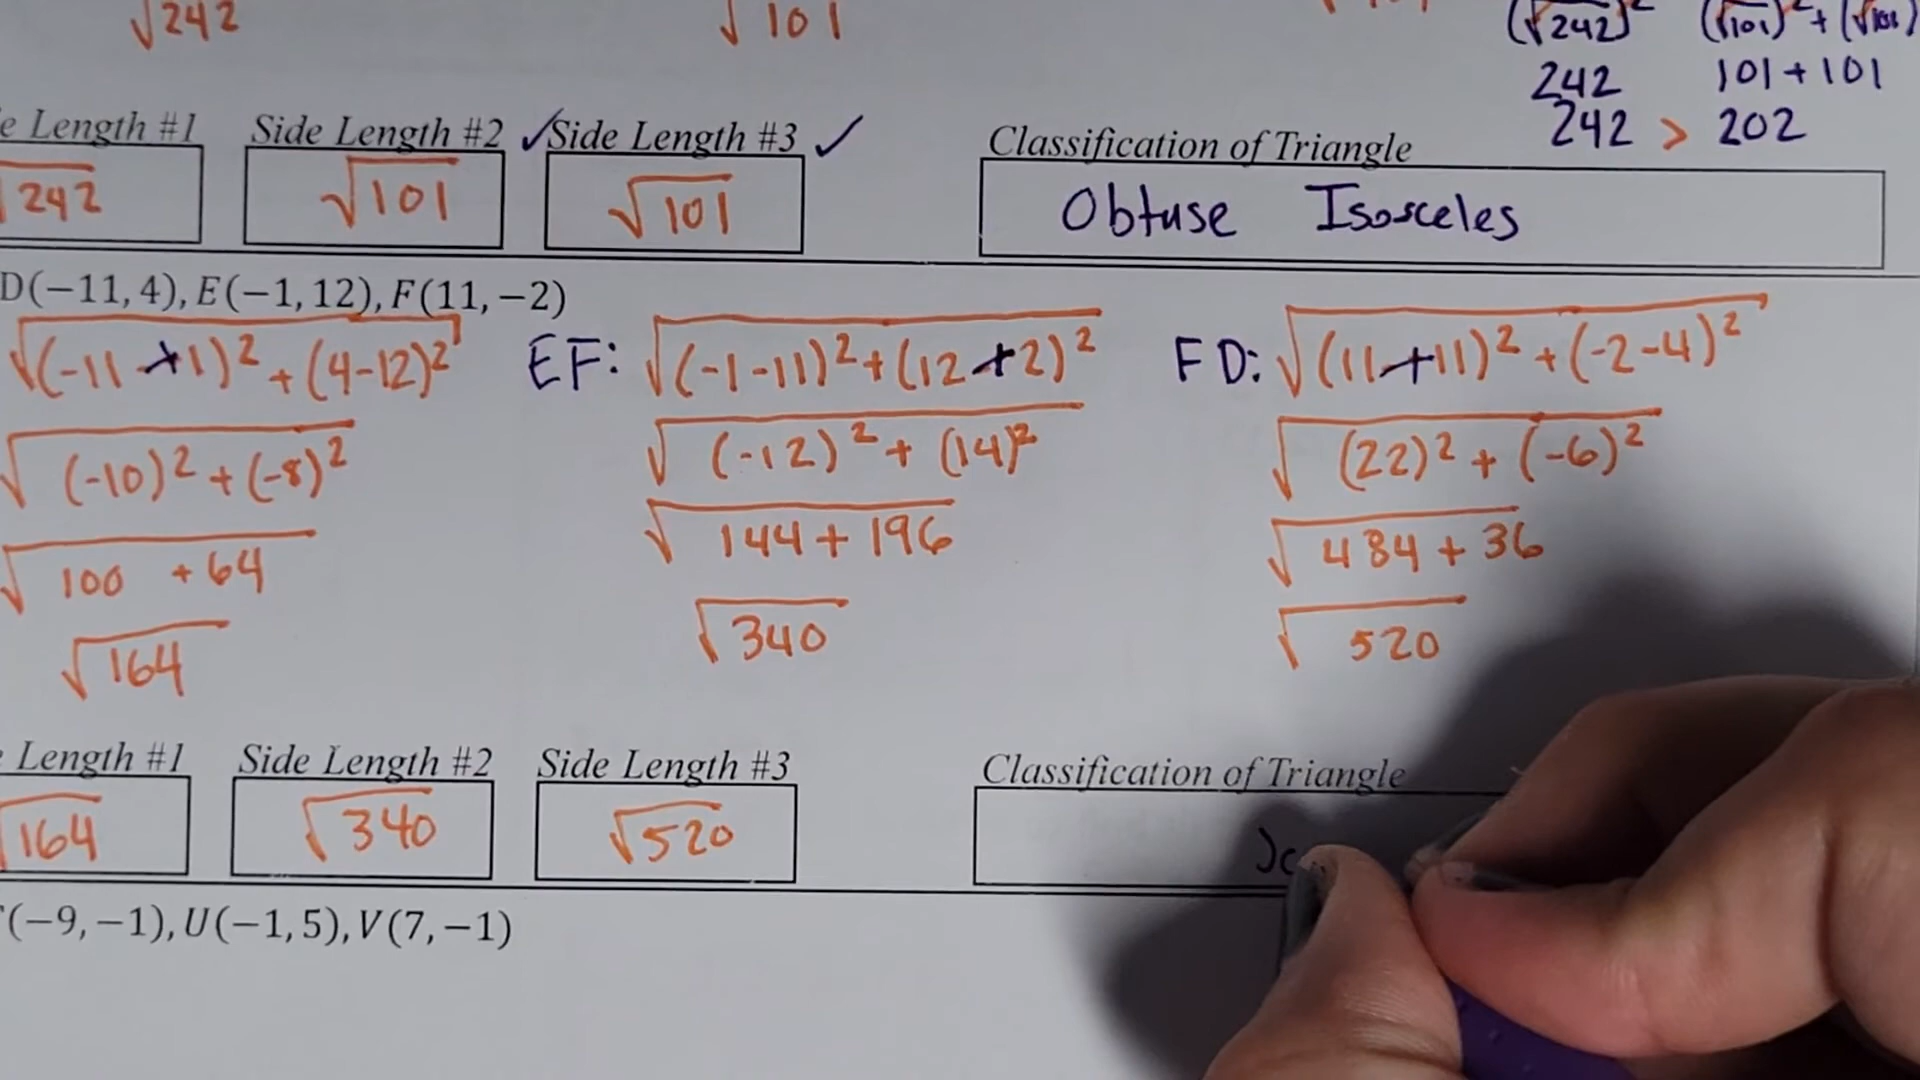 √242 √101 (√242)² (√101)² + (√101)
242 101 + 101
242 > 202
e Length #1 Side Length #2 ✓ Side Length #3 ✓ Classification of Triangle
√242 √101 √101 Obtuse Isosceles
D(−11, 4), E(−1, 12), F(11, −2)
√(-11+1)² + (4-12)² EF: √(-1-11)² + (12+2)² FD: √(11+11)² + (-2-4)²
√(-10)² + (-8)² √(-12)² + (14)² √(22)² + (-6)²
√100 + 64 √144 + 196 √484 + 36
√164 √340 √520
Length #1 Side Length #2 Side Length #3 Classification of Triangle
√164 √340 √520 Sc
(−9, −1), U(−1, 5), V(7, −1)